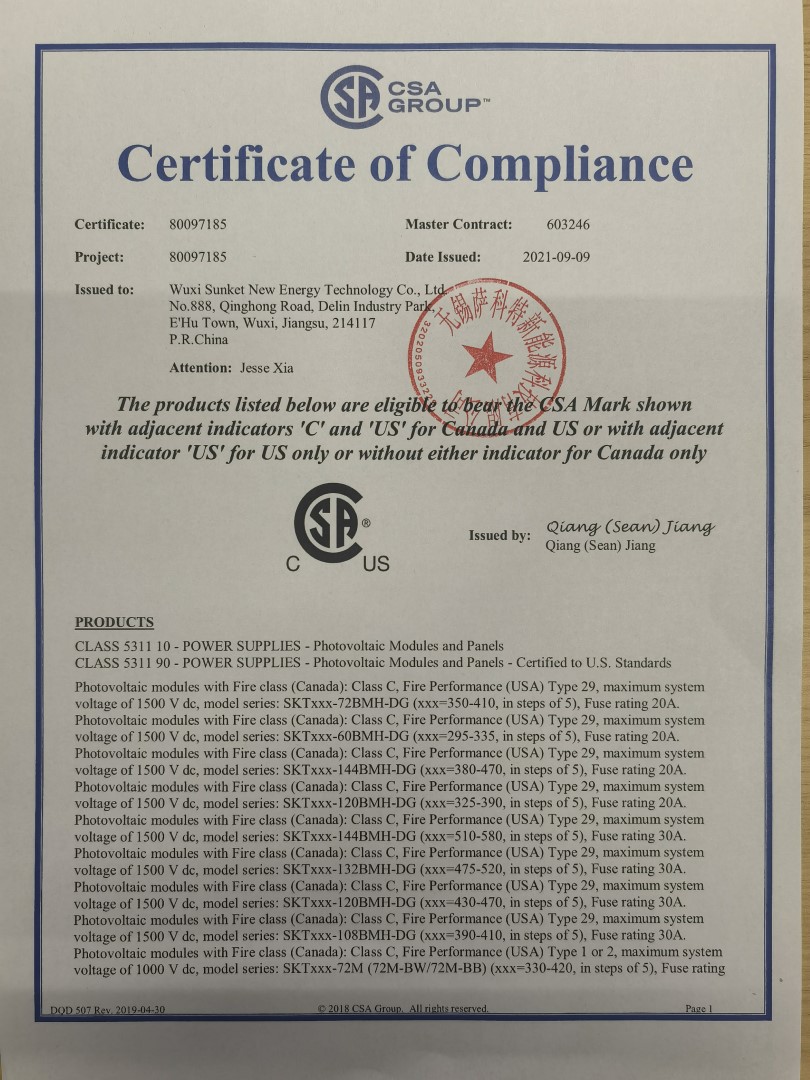 CSA
GROUP™
Certificate of Compliance
Certificate: 80097185 Master Contract: 603246
Project: 80097185 Date Issued: 2021-09-09
Issued to: Wuxi Sunket New Energy Technology Co., Ltd.
No.888, Qinghong Road, Delin Industry Park,
E'Hu Town, Wuxi, Jiangsu, 214117
P.R.China
Attention: Jesse Xia
无锡萨科特新能源科技有限公司
The products listed below are eligible to bear the CSA Mark shown
with adjacent indicators 'C' and 'US' for Canada and US or with adjacent
indicator 'US' for US only or without either indicator for Canada only
C SA ® US
Issued by: Qiang (Sean) Jiang
Qiang (Sean) Jiang
PRODUCTS
CLASS 5311 10 - POWER SUPPLIES - Photovoltaic Modules and Panels
CLASS 5311 90 - POWER SUPPLIES - Photovoltaic Modules and Panels - Certified to U.S. Standards
Photovoltaic modules with Fire class (Canada): Class C, Fire Performance (USA) Type 29, maximum system
voltage of 1500 V dc, model series: SKTxxx-72BMH-DG (xxx=350-410, in steps of 5), Fuse rating 20A.
Photovoltaic modules with Fire class (Canada): Class C, Fire Performance (USA) Type 29, maximum system
voltage of 1500 V dc, model series: SKTxxx-60BMH-DG (xxx=295-335, in steps of 5), Fuse rating 20A.
Photovoltaic modules with Fire class (Canada): Class C, Fire Performance (USA) Type 29, maximum system
voltage of 1500 V dc, model series: SKTxxx-144BMH-DG (xxx=380-470, in steps of 5), Fuse rating 20A.
Photovoltaic modules with Fire class (Canada): Class C, Fire Performance (USA) Type 29, maximum system
voltage of 1500 V dc, model series: SKTxxx-120BMH-DG (xxx=325-390, in steps of 5), Fuse rating 20A.
Photovoltaic modules with Fire class (Canada): Class C, Fire Performance (USA) Type 29, maximum system
voltage of 1500 V dc, model series: SKTxxx-144BMH-DG (xxx=510-580, in steps of 5), Fuse rating 30A.
Photovoltaic modules with Fire class (Canada): Class C, Fire Performance (USA) Type 29, maximum system
voltage of 1500 V dc, model series: SKTxxx-132BMH-DG (xxx=475-520, in steps of 5), Fuse rating 30A.
Photovoltaic modules with Fire class (Canada): Class C, Fire Performance (USA) Type 29, maximum system
voltage of 1500 V dc, model series: SKTxxx-120BMH-DG (xxx=430-470, in steps of 5), Fuse rating 30A.
Photovoltaic modules with Fire class (Canada): Class C, Fire Performance (USA) Type 29, maximum system
voltage of 1500 V dc, model series: SKTxxx-108BMH-DG (xxx=390-410, in steps of 5), Fuse rating 30A.
Photovoltaic modules with Fire class (Canada): Class C, Fire Performance (USA) Type 1 or 2, maximum system
voltage of 1000 V dc, model series: SKTxxx-72M (72M-BW/72M-BB) (xxx=330-420, in steps of 5), Fuse rating
DQD 507 Rev. 2019-04-30 © 2018 CSA Group. All rights reserved. Page 1